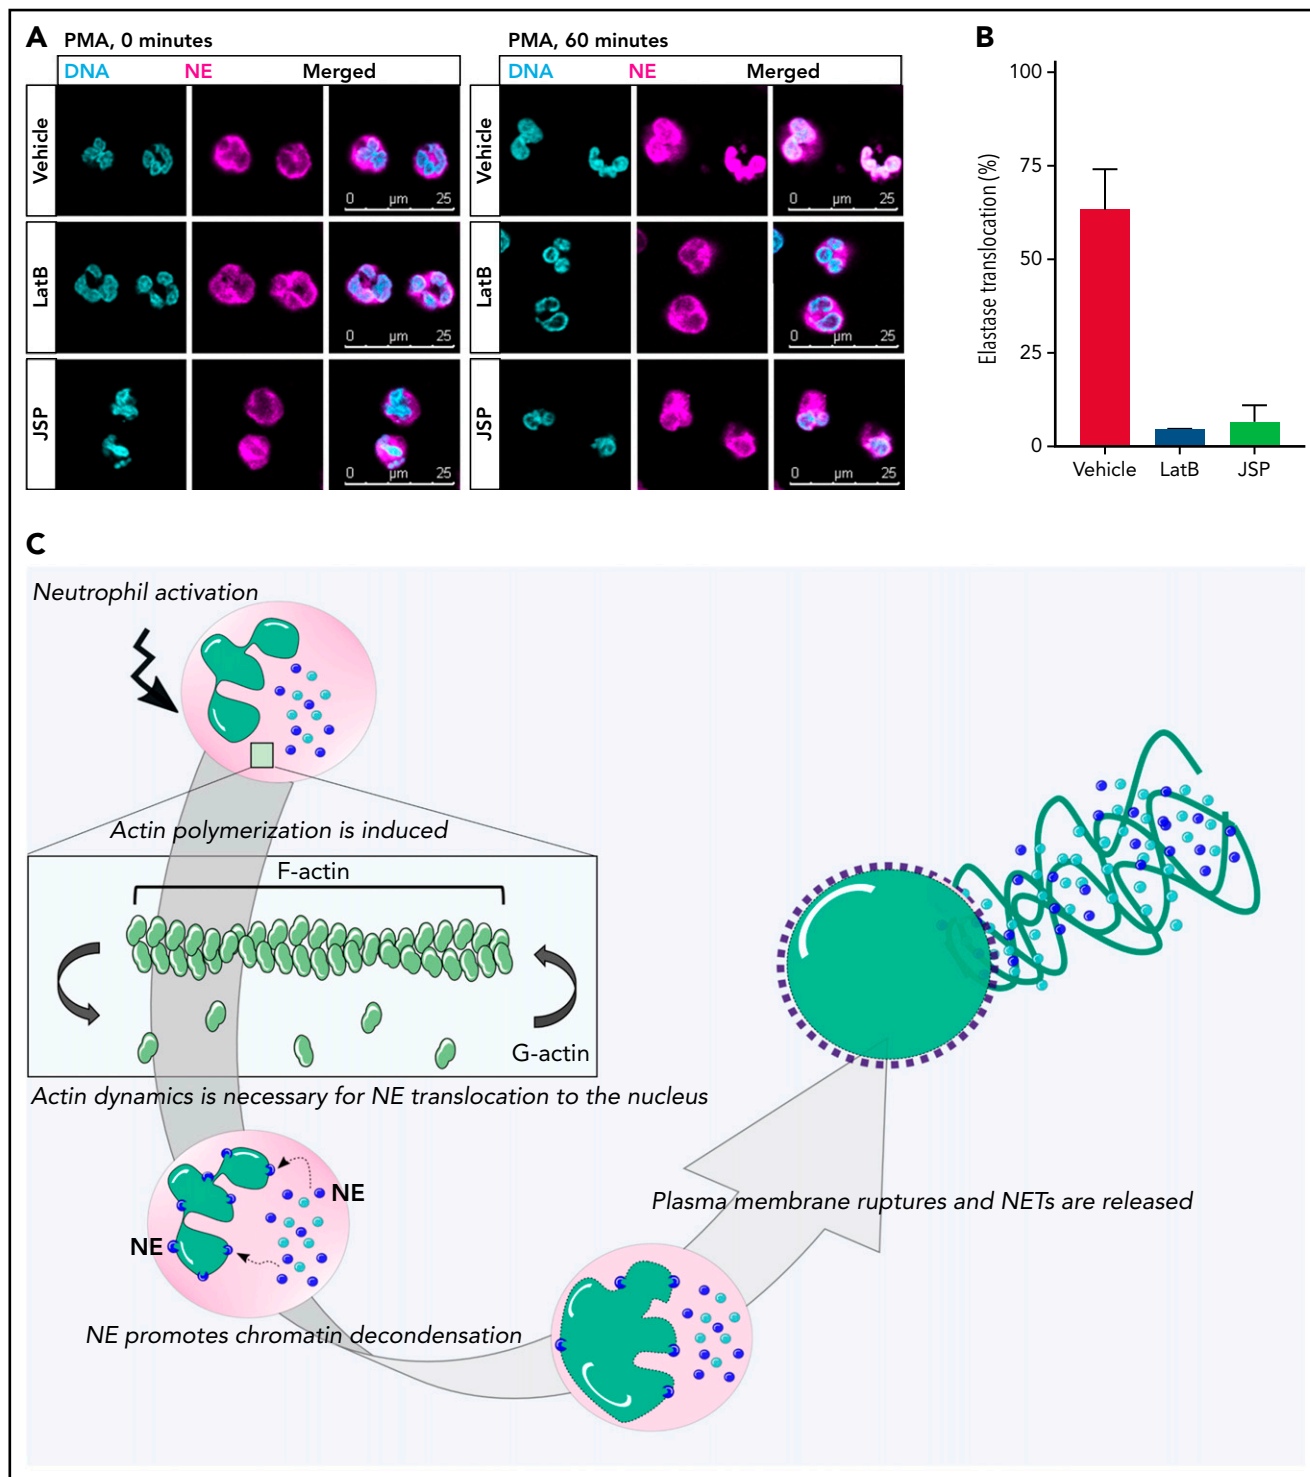 A
PMA, 0 minutes
DNA NE Merged
Vehicle
0 µm 25
LatB
0 µm 25
JSP
0 µm 25
PMA, 60 minutes
DNA NE Merged
Vehicle
0 µm 25
LatB
0 µm 25
JSP
0 µm 25
B
Elastase translocation (%)
100
75
50
25
0
Vehicle LatB JSP
C
Neutrophil activation
Actin polymerization is induced
F-actin
G-actin
Actin dynamics is necessary for NE translocation to the nucleus
NE
NE
NE promotes chromatin decondensation
Plasma membrane ruptures and NETs are released